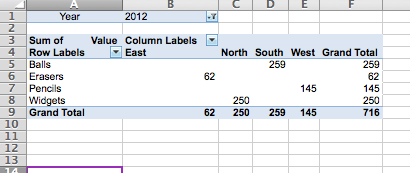 A B C D E F
1 Year 2012
2
3 Sum of Value Column Labels
4 Row Labels East North South West Grand Total
5 Balls 259 259
6 Erasers 62 62
7 Pencils 145 145
8 Widgets 250 250
9 Grand Total 62 250 259 145 716
10
11
12
13
14